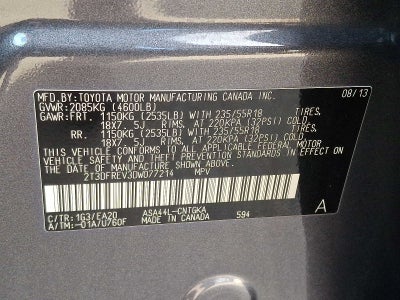 MFD.BY: TOYOTA MOTOR MANUFACTURING CANADA INC. 08/13
GVWR: 2085KG (4600LB)
GAWR: FRT. 1150KG (2535LB) WITH 235/55R18 TIRES,
18X7.5J RIMS, AT 220KPA (32PSI) COLD.
RR. 1150KG (2535LB) WITH 235/55R18 TIRES,
18X7.5J RIMS, AT 220KPA (32PSI) COLD.
THIS VEHICLE CONFORMS TO ALL APPLICABLE FEDERAL MOTOR
VEHICLE SAFETY AND THEFT PREVENTION STANDARDS IN EFFECT ON
THE DATE OF MANUFACTURE SHOWN ABOVE.
2T3DFREV3DW077214 MPV
C/TR: 1G3/EA20 ASA44L-CNTGKA
A/TM: -01A/U760F MADE IN CANADA 594 A